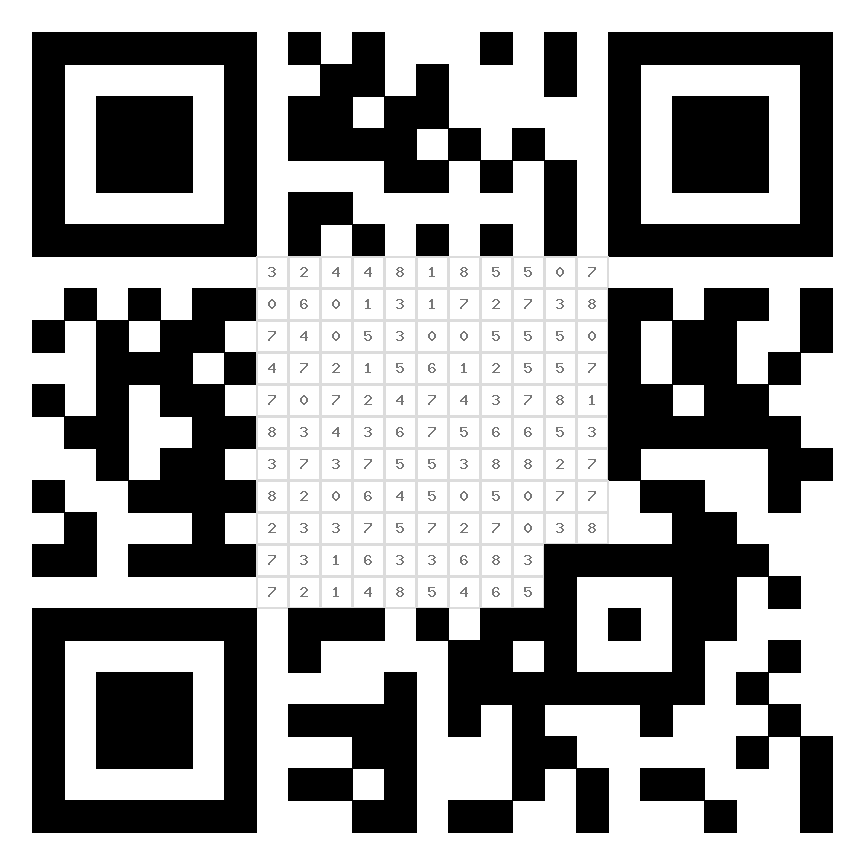 3 2 4 4 8 1 8 5 5 0 7
0 6 0 1 3 1 7 2 7 3 8
7 4 0 5 3 0 0 5 5 5 0
4 7 2 1 5 6 1 2 5 5 7
7 0 7 2 4 7 4 3 7 8 1
8 3 4 3 6 7 5 6 6 5 3
3 7 3 7 5 5 3 8 8 2 7
8 2 0 6 4 5 0 5 0 7 7
2 3 3 7 5 7 2 7 0 3 8
7 3 1 6 3 3 6 8 3
7 2 1 4 8 5 4 6 5